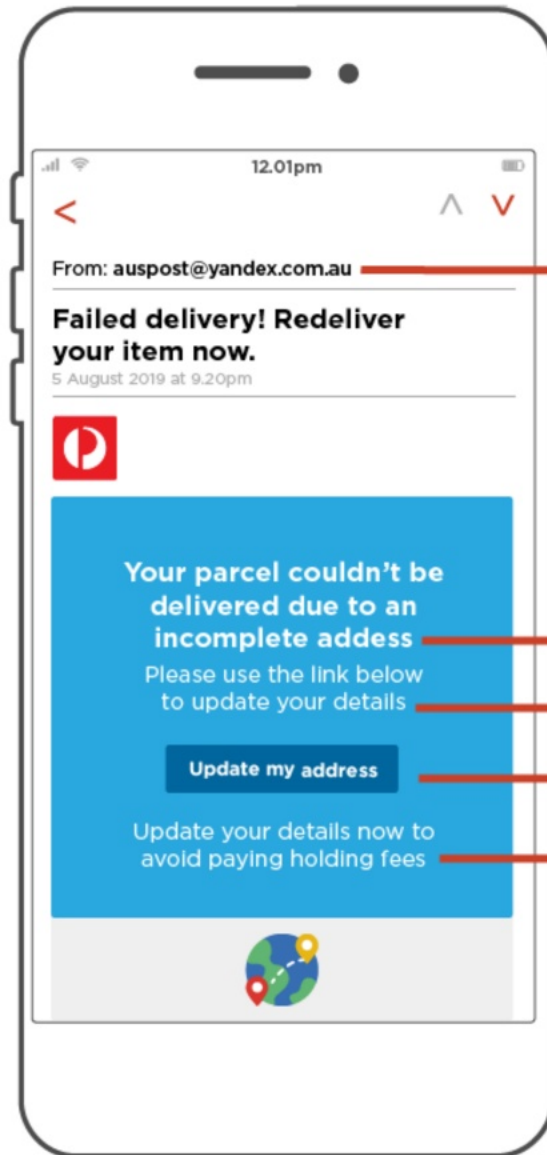 12.01pm
From: auspost@yandex.com.au
Failed delivery! Redeliver
your item now.
5 August 2019 at 9.20pm
Your parcel couldn’t be
delivered due to an
incomplete addess
Please use the link below
to update your details
Update my address
Update your details now to
avoid paying holding fees